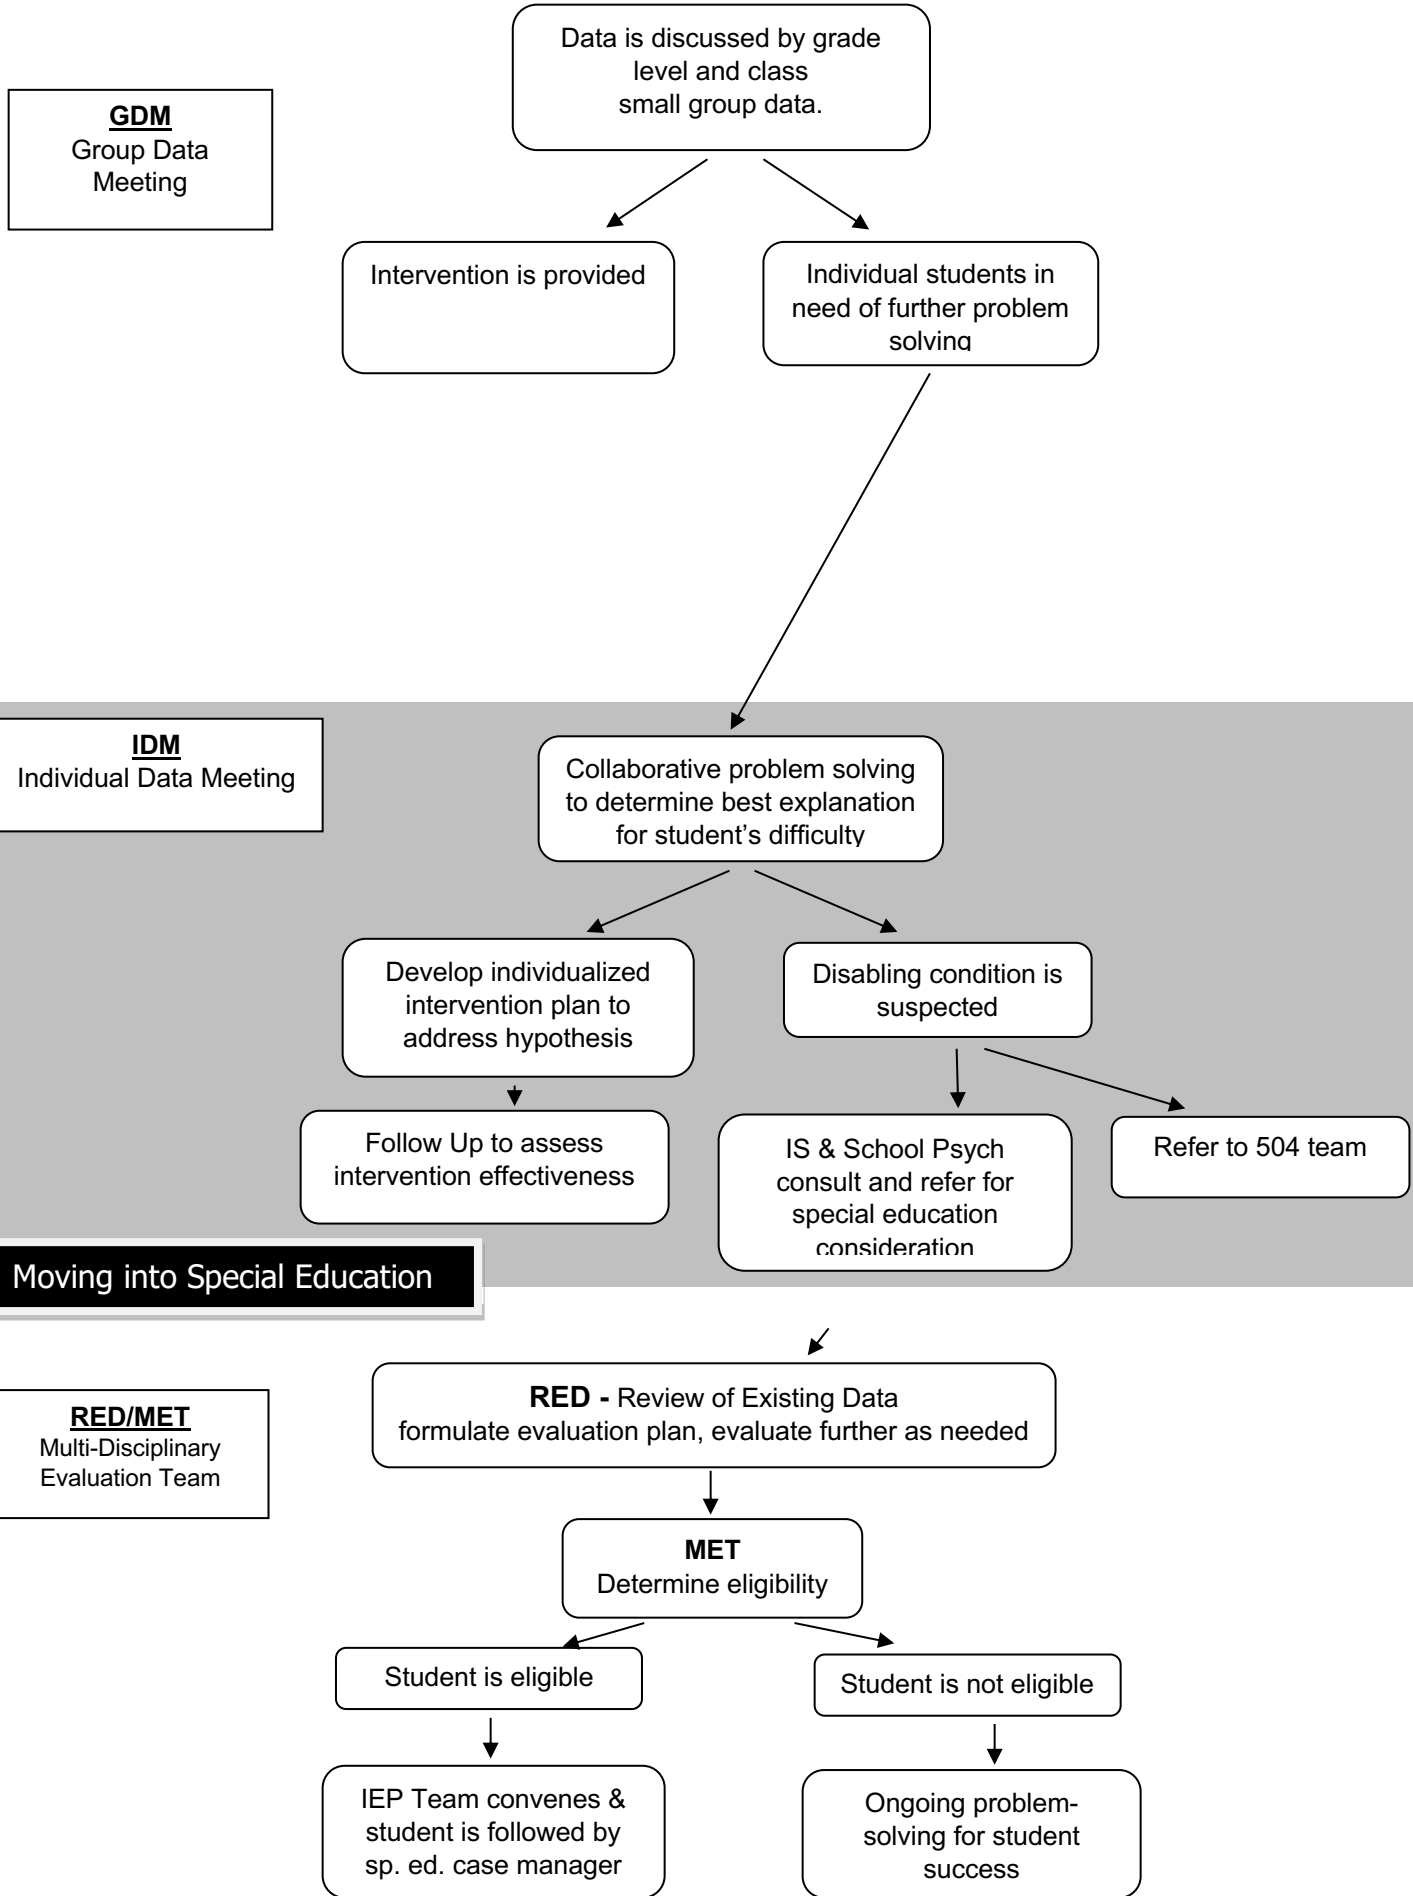 Data is discussed by grade
level and class
small group data.
GDM
Group Data
Meeting
Intervention is provided
Individual students in
need of further problem
solving
IDM
Individual Data Meeting
Collaborative problem solving
to determine best explanation
for student’s difficulty
Develop individualized
intervention plan to
address hypothesis
Disabling condition is
suspected
Follow Up to assess
intervention effectiveness
IS & School Psych
consult and refer for
special education
consideration
Refer to 504 team
Moving into Special Education
RED - Review of Existing Data
formulate evaluation plan, evaluate further as needed
RED/MET
Multi-Disciplinary
Evaluation Team
MET
Determine eligibility
Student is eligible
Student is not eligible
IEP Team convenes &
student is followed by
sp. ed. case manager
Ongoing problem-
solving for student
success